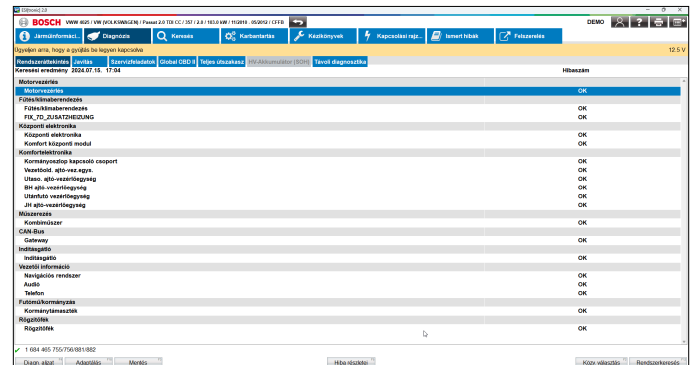 ESI[tronic] 2.0
BOSCH VWW 4625 / VW (VOLKSWAGEN) / Passat 2.0 TDI CC / 357 / 2.0 / 103.0 kW / 11/2010 - 05/2012 / CFFB DEMO
Járműinformáci... Diagnózis Keresés Karbantartás Kézikönyvek Kapcsolási rajz... Ismert hibák Felszerelés
Ügyeljen arra, hogy a gyújtás be legyen kapcsolva 12.5 V
Rendszeráttekintés Javítás Szervizfeladatok Global OBD II Teljes útszakasz HV-Akkumulátor (SOH) Távoli diagnosztika
Keresési eredmény 2024.07.15. 17:04 Hibaszám
Motorvezérlés
Motorvezérlés OK
Fűtés/klímaberendezés
Fűtés/klímaberendezés OK
FIX_7D_ZUSATZHEIZUNG OK
Központi elektronika
Központi elektronika OK
Komfort központi modul OK
Komfortelektronika
Kormányoszlop kapcsoló csoport OK
Vezetőold. ajtó-vez.egys. OK
Utaso. ajtó-vezérlőegység OK
BH ajtó-vezérlőegység OK
Utánfutó vezérlőegység OK
JH ajtó-vezérlőegység OK
Műszerezés
Kombiműszer OK
CAN-Bus
Gateway OK
Indításgátló
Indításgátló OK
Vezetői információ
Navigációs rendszer OK
Audió OK
Telefon OK
Futómű/kormányzás
Kormánytámaszték OK
Rögzítőfék
Rögzítőfék OK
1 684 465 755/756/881/882
Diagn. aljzat Adaptálás Mentés Hiba részletei Közv. választás Rendszerkeresés